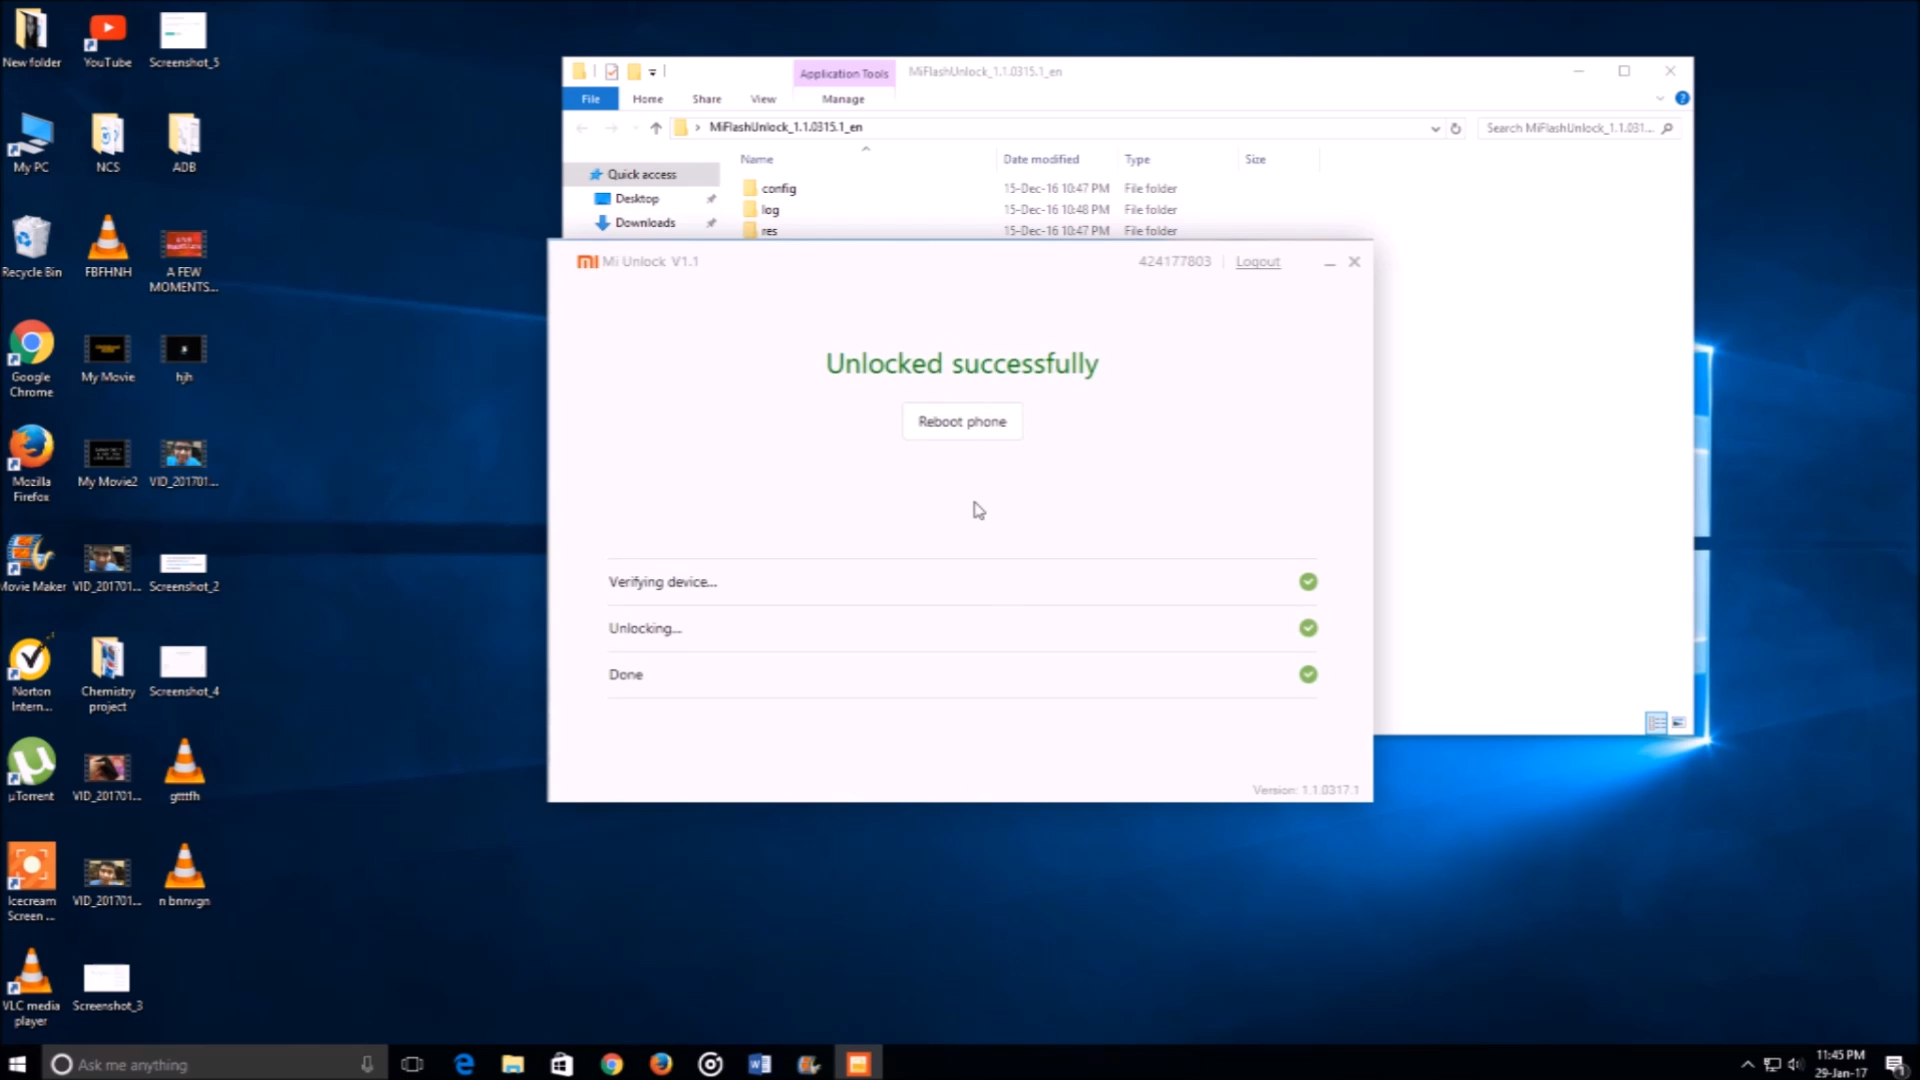 New folder
YouTube
Screenshot_5
My PC
NCS
ADB
Recycle Bin
FBFHNH
A FEW
MOMENTS...
Google
Chrome
My Movie
hjh
Mozilla
Firefox
My Movie2
VID_201701...
Movie Maker
VID_201701...
Screenshot_2
Norton
Intern...
Chemistry
project
Screenshot_4
µTorrent
VID_201701...
gttttfh
Icecream
Screen ...
VID_201701...
n bnnvgn
VLC media
player
Screenshot_3
Application Tools
MiFlashUnlock_1.1.0315.1_en
File
Home
Share
View
Manage
MiFlashUnlock_1.1.0315.1_en
Search MiFlashUnlock_1.1.031...
Name
Date modified
Type
Size
Quick access
Desktop
Downloads
config 15-Dec-16 10:47 PM File folder
log 15-Dec-16 10:48 PM File folder
res 15-Dec-16 10:47 PM File folder
Mi Unlock V1.1
424177803
Logout
Unlocked successfully
Reboot phone
Verifying device...
Unlocking...
Done
Version: 1.1.0317.1
Ask me anything
11:45 PM
29-Jan-17